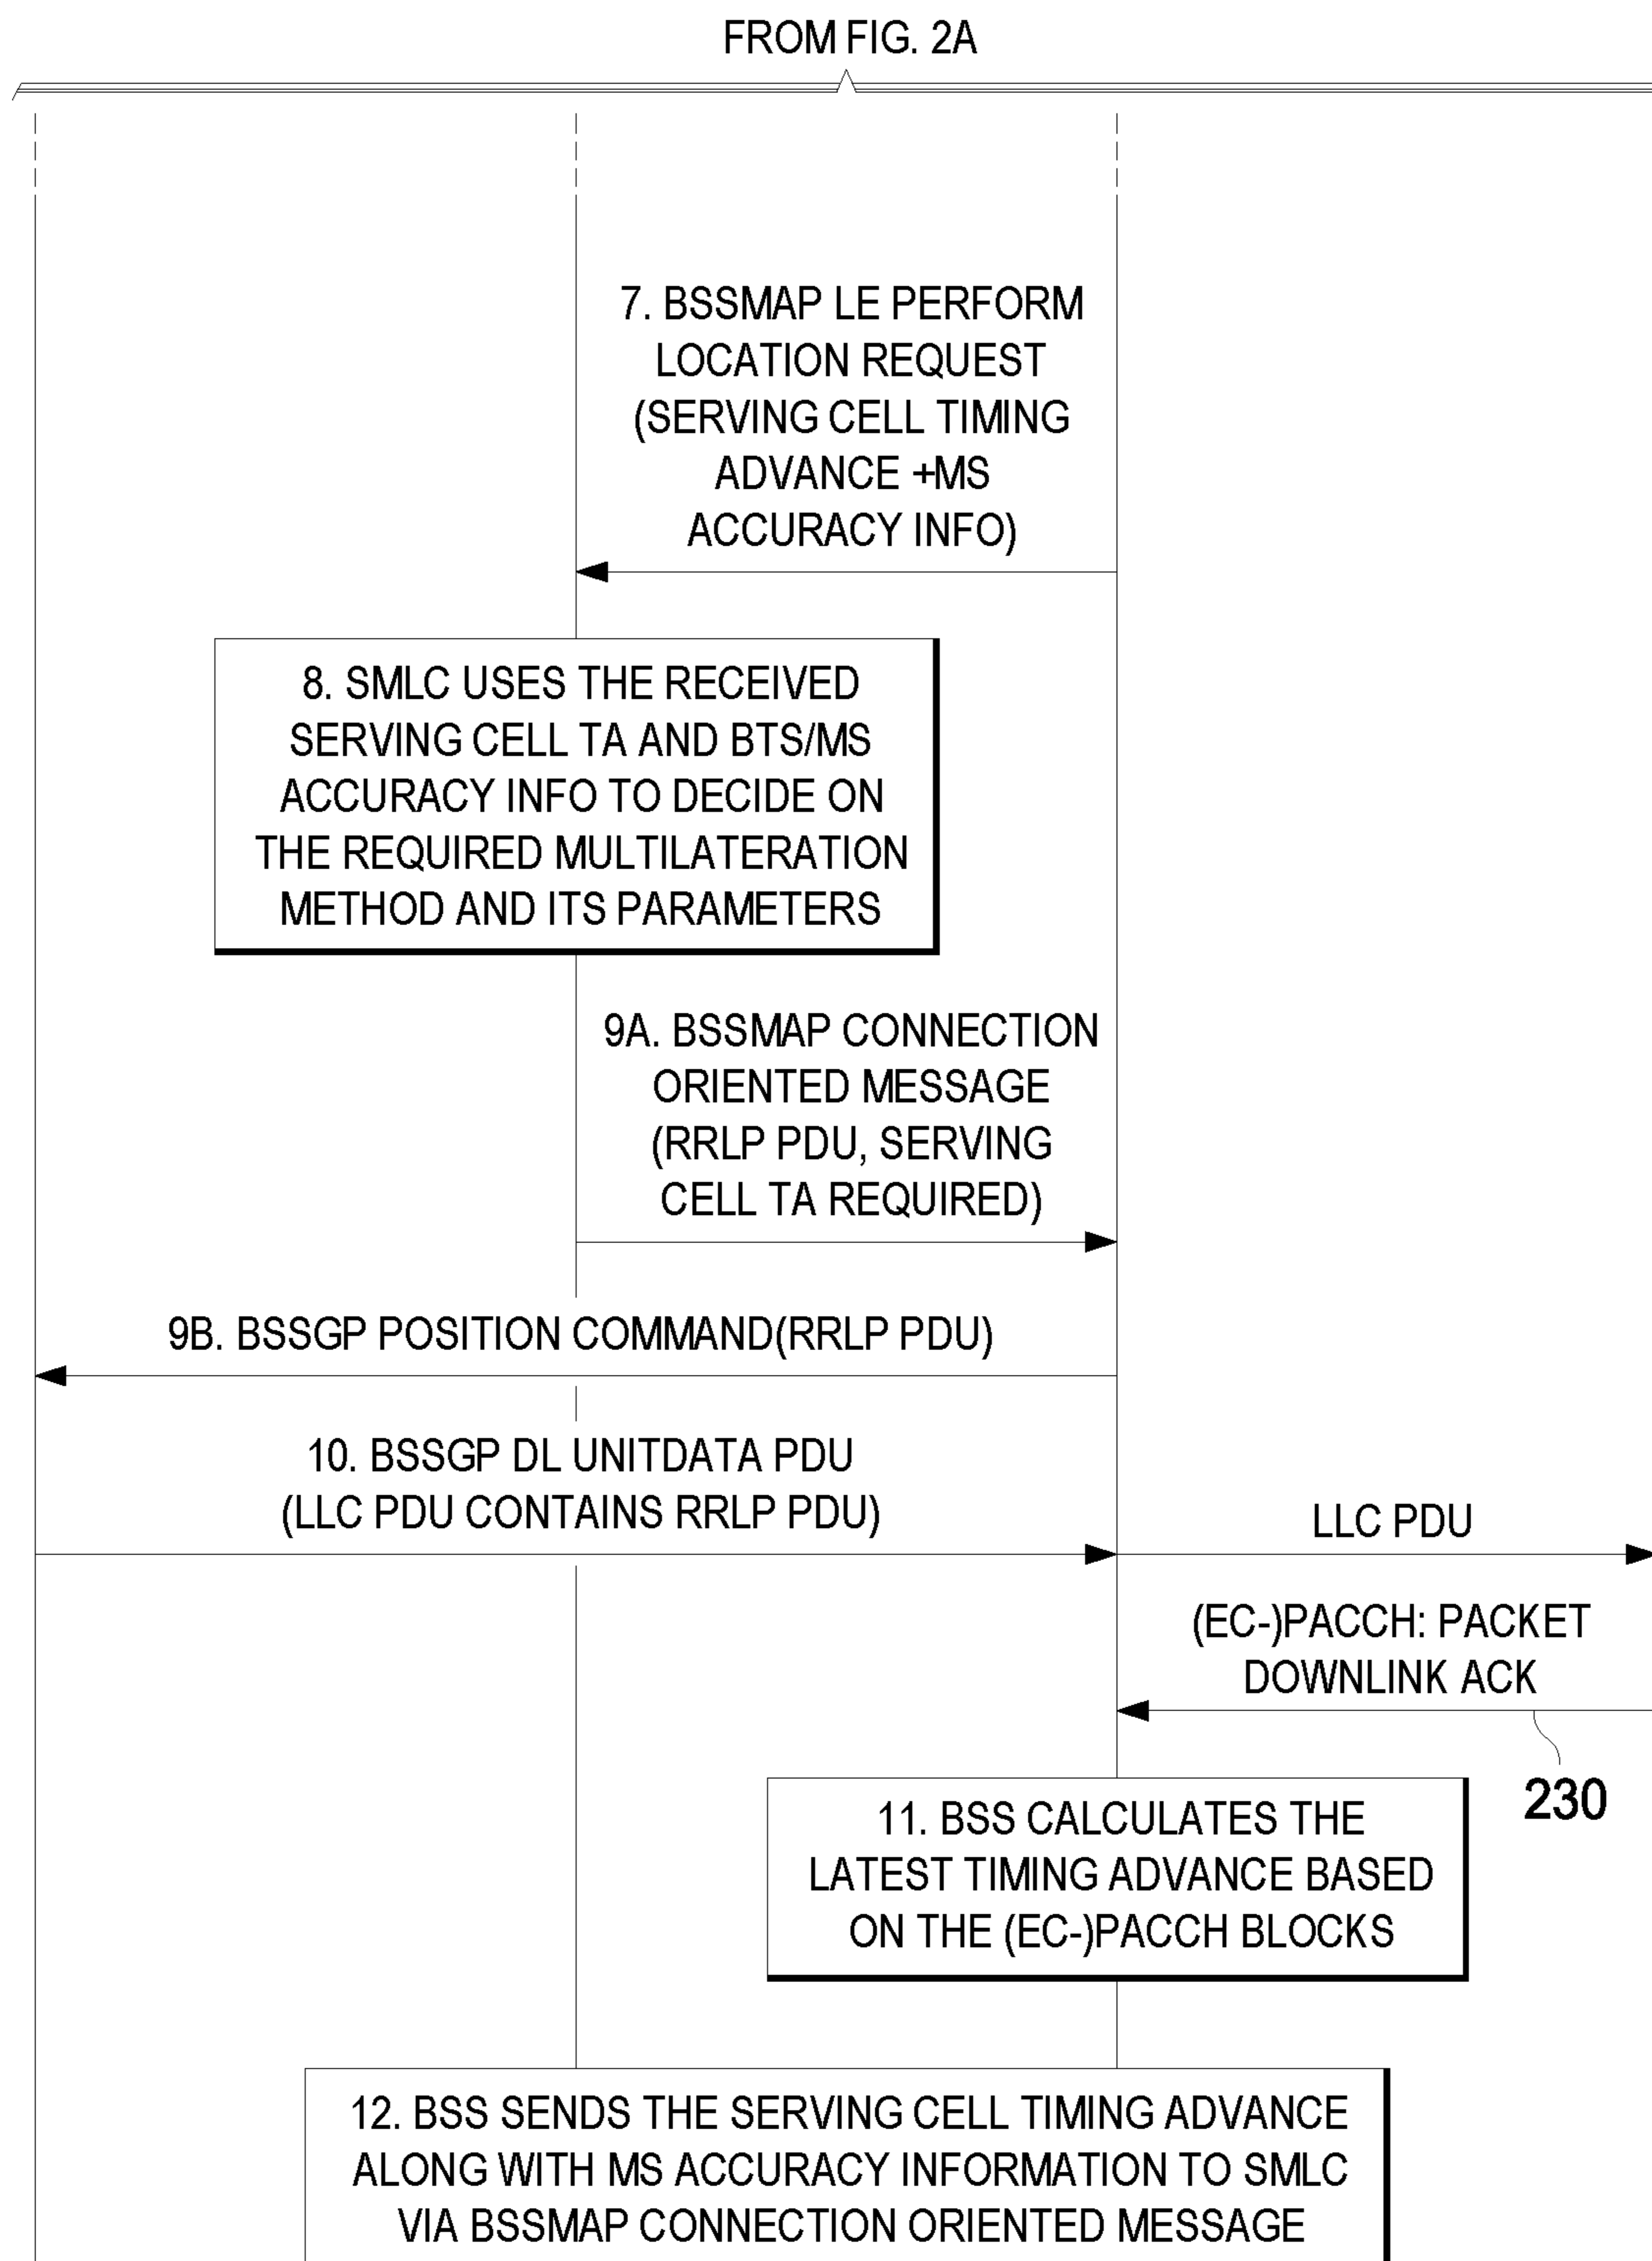 FROM FIG. 2A
7. BSSMAP LE PERFORM
LOCATION REQUEST
(SERVING CELL TIMING
ADVANCE +MS
ACCURACY INFO)
8. SMLC USES THE RECEIVED
SERVING CELL TA AND BTS/MS
ACCURACY INFO TO DECIDE ON
THE REQUIRED MULTILATERATION
METHOD AND ITS PARAMETERS
9A. BSSMAP CONNECTION
ORIENTED MESSAGE
(RRLP PDU, SERVING
CELL TA REQUIRED)
9B. BSSGP POSITION COMMAND(RRLP PDU)
10. BSSGP DL UNITDATA PDU
(LLC PDU CONTAINS RRLP PDU)
LLC PDU
(EC-)PACCH: PACKET
DOWNLINK ACK
230
11. BSS CALCULATES THE
LATEST TIMING ADVANCE BASED
ON THE (EC-)PACCH BLOCKS
12. BSS SENDS THE SERVING CELL TIMING ADVANCE
ALONG WITH MS ACCURACY INFORMATION TO SMLC
VIA BSSMAP CONNECTION ORIENTED MESSAGE